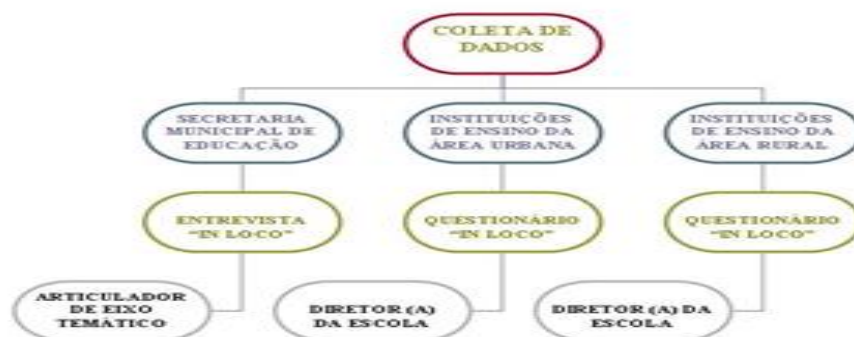 COLETA DE
DADOS
SECRETARIA
MUNICIPAL DE
EDUCAÇÃO
INSTITUIÇÕES
DE ENSINO DA
ÁREA URBANA
INSTITUIÇÕES
DE ENSINO DA
ÁREA RURAL
ENTREVISTA
“IN LOCO”
QUESTIONÁRIO
“IN LOCO”
QUESTIONÁRIO
“IN LOCO”
ARTICULADOR
DE EIXO
TEMÁTICO
DIRETOR (A)
DA ESCOLA
DIRETOR (A) DA
ESCOLA